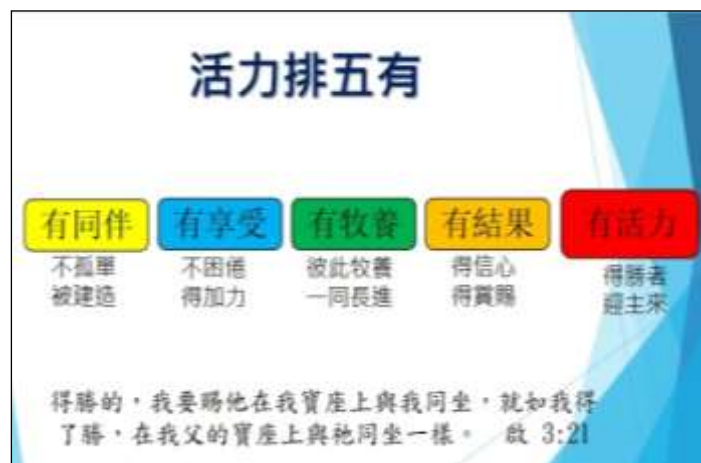 活力排五有
有同伴 有享受 有牧養 有結果 有活力
不孤單 不困倦 彼此牧養 得信心 得勝者
被建造 得加力 一同長進 得賞賜 迎主來
得勝的，我要賜他在我寶座上與我同坐，就如我得
了勝，在我父的寶座上與祂同坐一樣。 啟 3:21